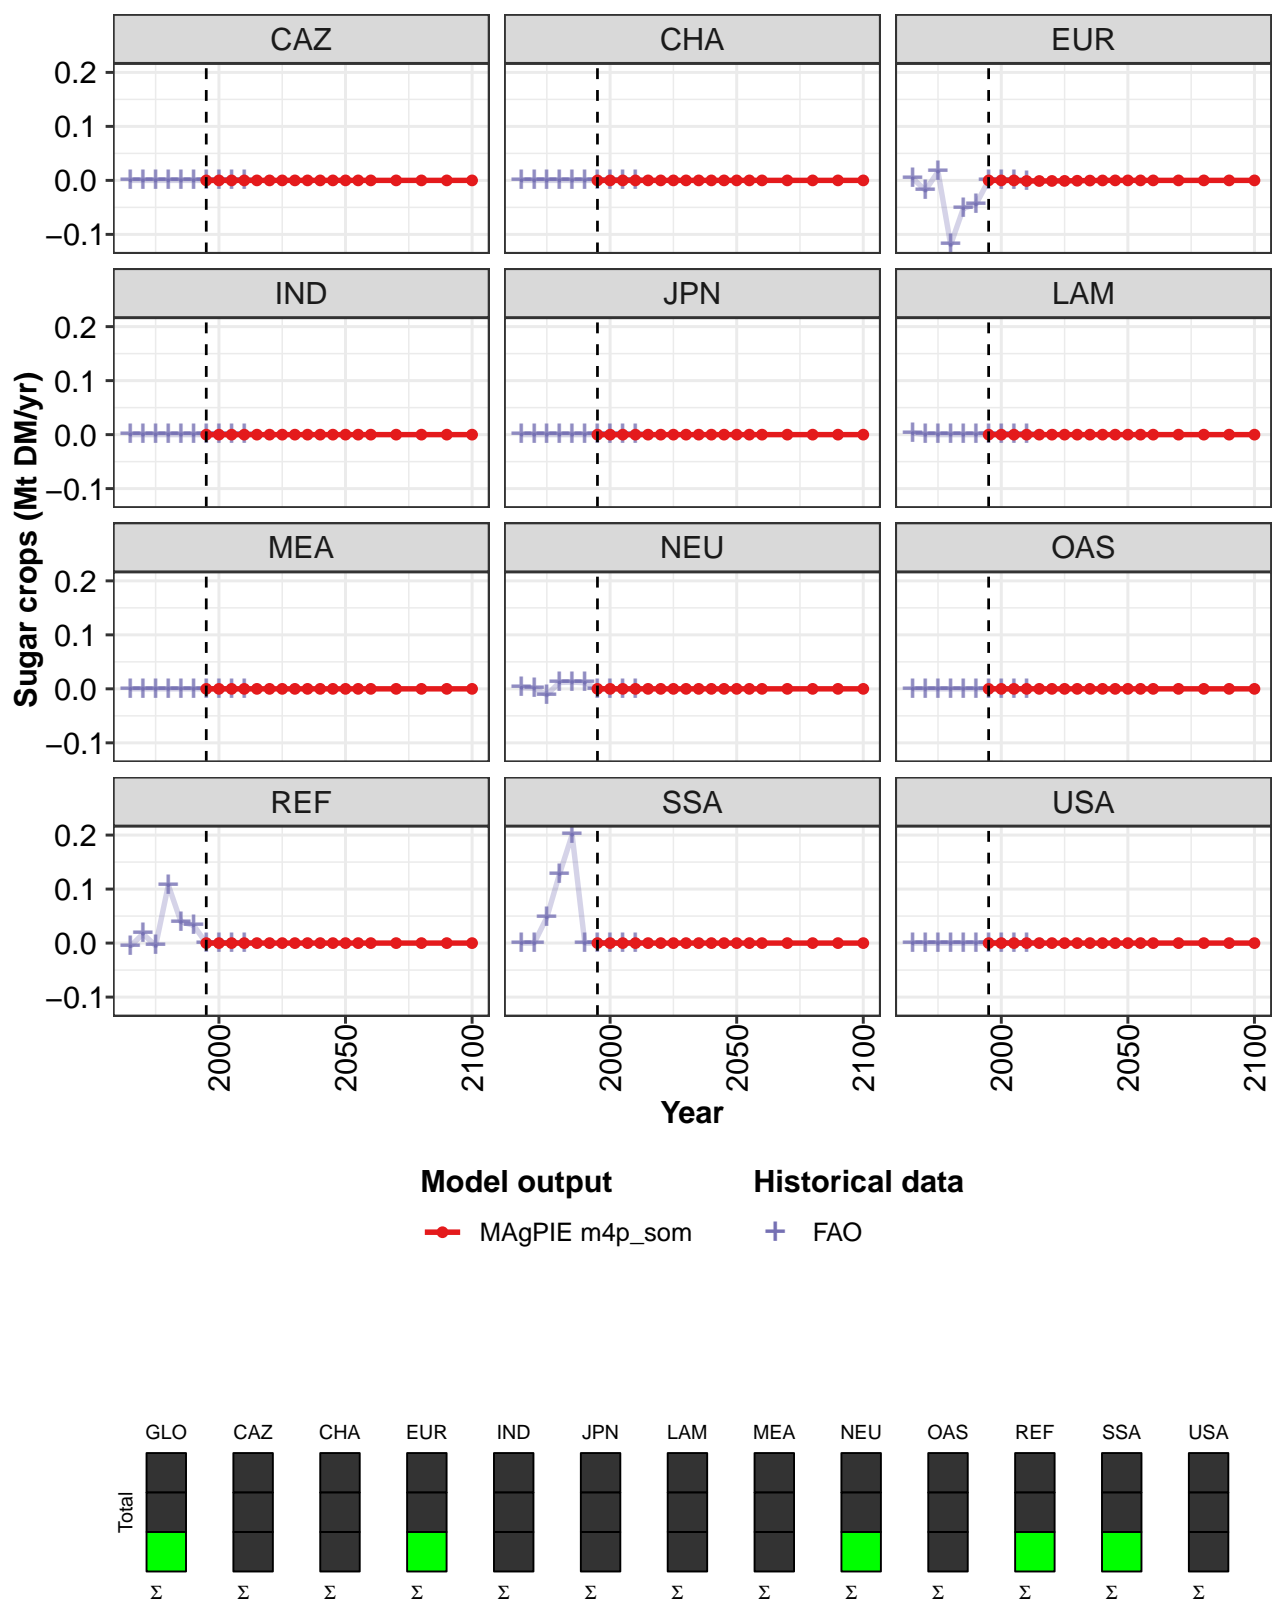 CAZ CHA EUR
0.2
0.1
0.0
−0.1
IND JPN LAM
0.2
0.1
0.0
−0.1
MEA NEU OAS
0.2
0.1
0.0
−0.1
REF SSA USA
0.2
0.1
0.0
−0.1
Sugar crops (Mt DM/yr)
2000 2050 2100 2000 2050 2100 2000 2050 2100
Year
Model output Historical data
MAgPIE m4p_som FAO
GLO CAZ CHA EUR IND JPN LAM MEA NEU OAS REF SSA USA
Total
Σ Σ Σ Σ Σ Σ Σ Σ Σ Σ Σ Σ Σ